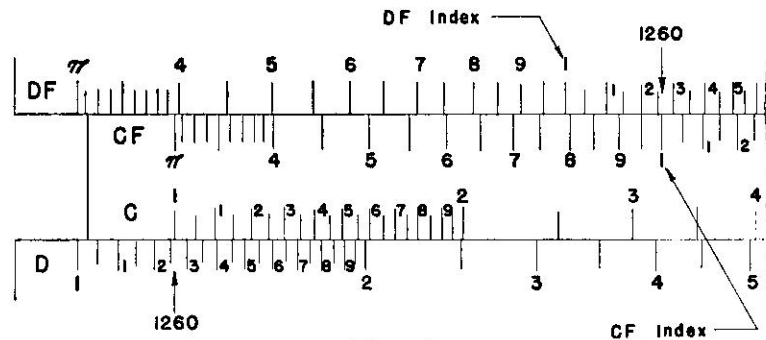 DF Index
1260
π 4 5 6 7 8 9 1 1 2 3 4 5
DF
CF
π 4 5 6 7 8 9 1 1 2
1 1 2 3 4 5 6 7 8 9 2 3 4
C
D
1 1 2 3 4 5 6 7 8 9 2 3 4 5
1260
CF Index